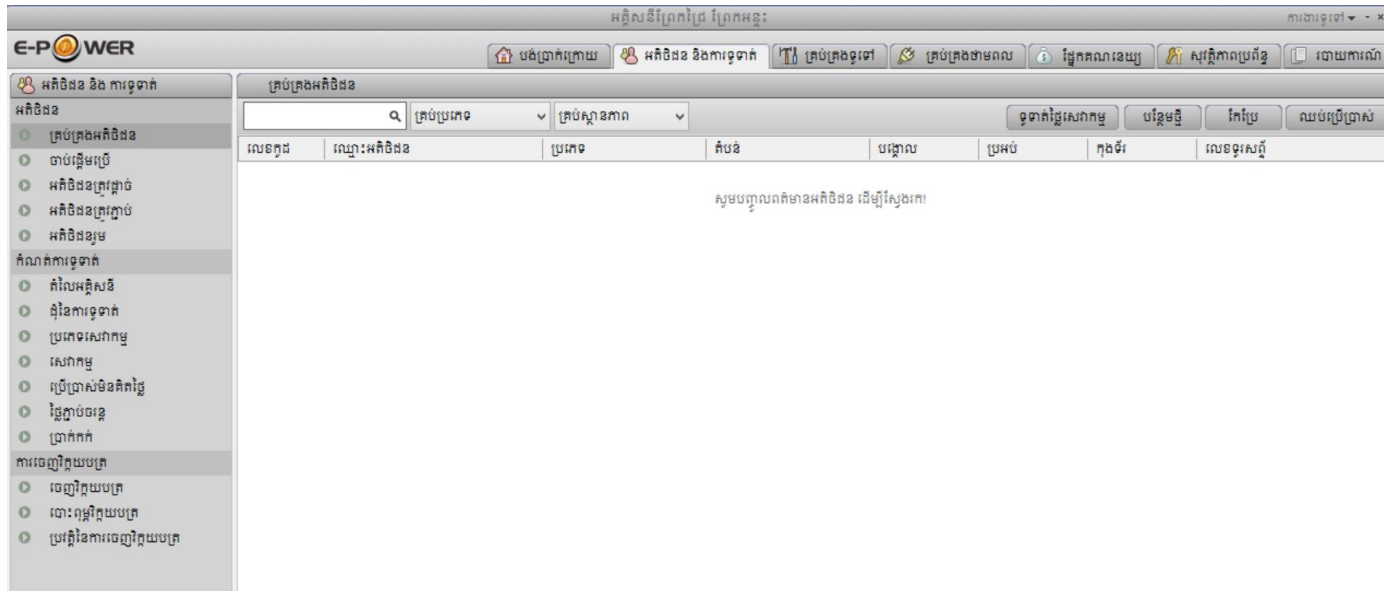 អគ្គិសនីព្រែកជ្រៃ ព្រែកអន្ទះ
ការងារទូទៅ
E-POWER
បង់ប្រាក់ក្រោយ
អតិថិជន និងការទូទាត់
គ្រប់គ្រងទូទៅ
គ្រប់គ្រងថាមពល
ផ្នែកគណនេយ្យ
សុវត្ថិភាពប្រព័ន្ធ
របាយការណ៍
អតិថិជន និង ការទូទាត់
គ្រប់គ្រងអតិថិជន
អតិថិជន
គ្រប់គ្រងអតិថិជន
ចាប់ផ្តើមប្រើ
អតិថិជនត្រូវផ្តាច់
អតិថិជនត្រូវភ្ជាប់
អតិថិជនរួម
កំណត់ការទូទាត់
តំលៃអគ្គិសនី
ជុំនៃការទូទាត់
ប្រភេទសេវាកម្ម
សេវាកម្ម
ប្រើប្រាស់មិនគិតថ្លៃ
ថ្លៃភ្ជាប់ចរន្ត
ប្រាក់កក់
ការចេញវិក្កយបត្រ
ចេញវិក្កយបត្រ
បោះពុម្ពវិក្កយបត្រ
ប្រវត្តិនៃការចេញវិក្កយបត្រ
គ្រប់ប្រភេទ
គ្រប់ស្ថានភាព
ទូទាត់ថ្លៃសេវាកម្ម
បន្ថែមថ្មី
កែប្រែ
ឈប់ប្រើប្រាស់
លេខកូដ
ឈ្មោះអតិថិជន
ប្រភេទ
តំបន់
បង្គោល
ប្រអប់
កុងទ័រ
លេខទូរសព្ទ័
សូមបញ្ចូលពត៌មានអតិថិជន ដើម្បីស្វែងរក!